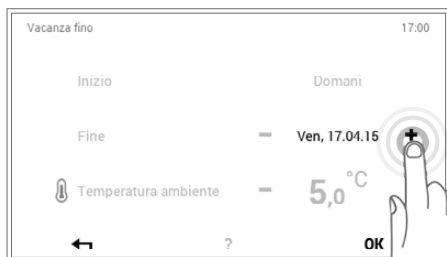 Vacanza fino 17:00
Inizio Domani
Fine − Ven, 17.04.15 +
Temperatura ambiente − 5,0 °C
? OK